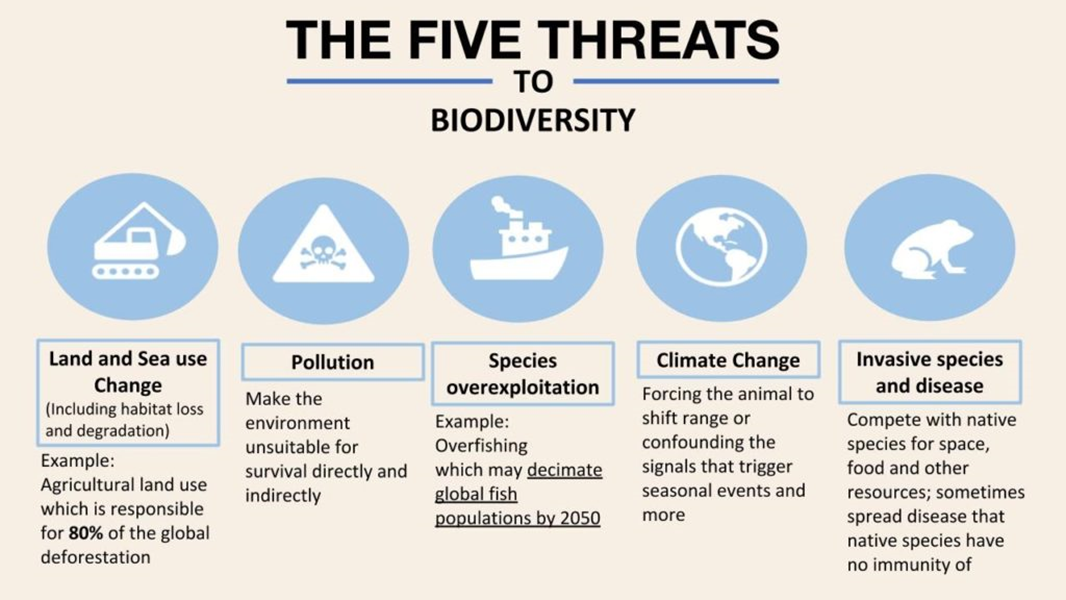 THE FIVE THREATS
TO
BIODIVERSITY
Land and Sea use
Change
(Including habitat loss
and degradation)
Example:
Agricultural land use
which is responsible
for 80% of the global
deforestation
Pollution
Make the
environment
unsuitable for
survival directly and
indirectly
Species
overexploitation
Example:
Overfishing
which may decimate
global fish
populations by 2050
Climate Change
Forcing the animal to
shift range or
confounding the
signals that trigger
seasonal events and
more
Invasive species
and disease
Compete with native
species for space,
food and other
resources; sometimes
spread disease that
native species have
no immunity of